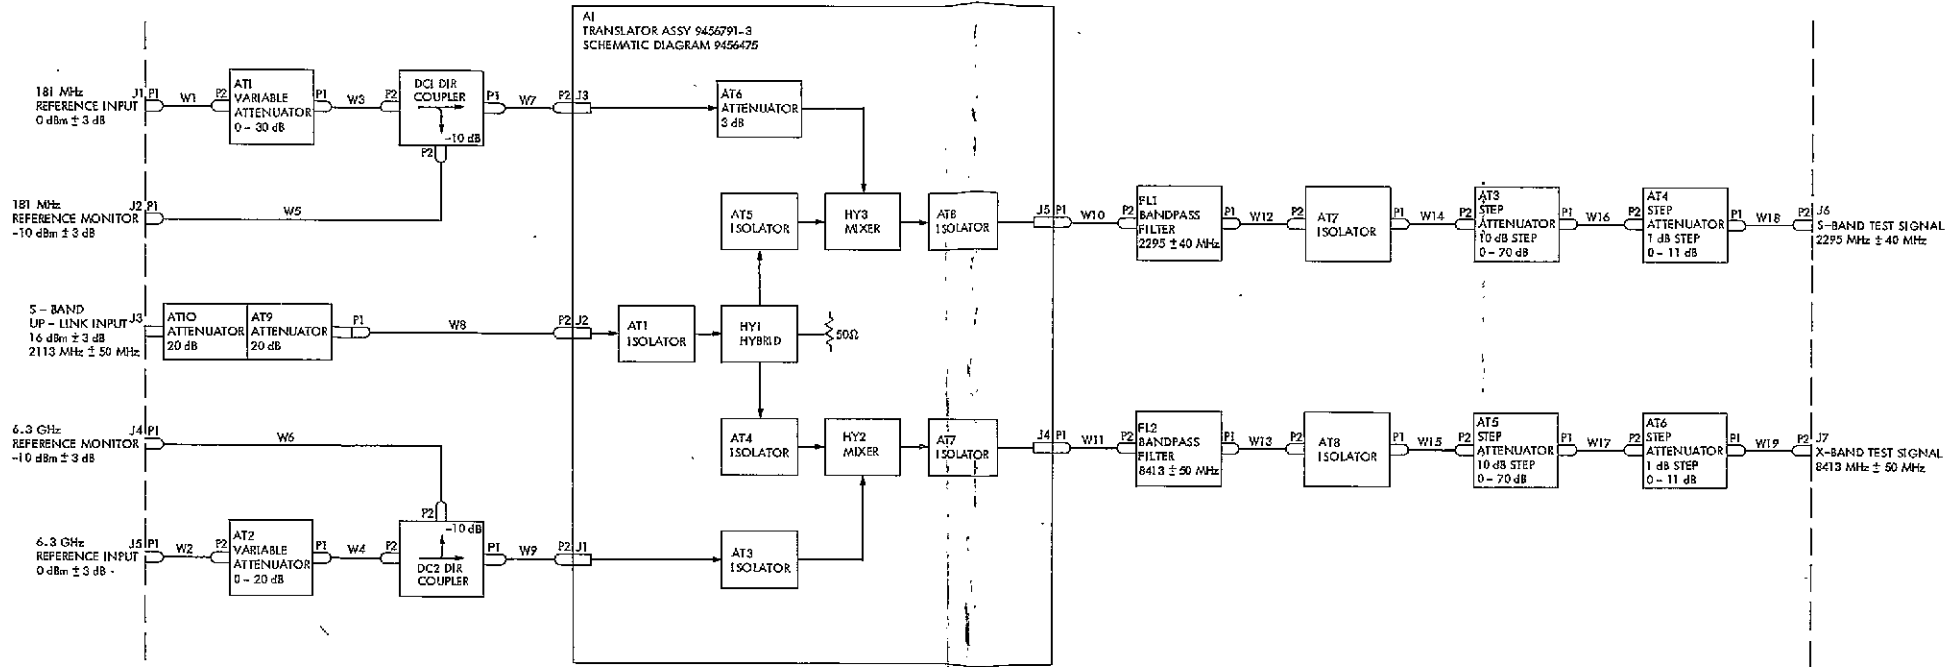 A1
TRANSLATOR ASSY 9456791-3
SCHEMATIC DIAGRAM 9456475
181 MHz
REFERENCE INPUT
0 dBm ± 3 dB
J1 P1
W1
P2
AT1
VARIABLE
ATTENUATOR
0 - 30 dB
P1
W3
P2
DC1 DIR
COUPLER
-10 dB
P2
P1
W7
P2 J3
AT6
ATTENUATOR
3 dB
181 MHz
REFERENCE MONITOR
-10 dBm ± 3 dB
J2 P1
W5
AT5
ISOLATOR
HY3
MIXER
AT8
ISOLATOR
J5 P1
W10
P2
FL1
BANDPASS
FILTER
2295 ± 40 MHz
P1
W12
P2
AT7
ISOLATOR
P1
W14
P2
AT3
STEP
ATTENUATOR
10 dB STEP
0 - 70 dB
P1
W16
P2
AT4
STEP
ATTENUATOR
1 dB STEP
0 - 11 dB
P1
W18
P2
J6
S-BAND TEST SIGNAL
2295 MHz ± 40 MHz
S - BAND
UP - LINK INPUT
16 dBm ± 3 dB
2113 MHz ± 50 MHz
J3
AT10
ATTENUATOR
20 dB
AT9
ATTENUATOR
20 dB
P1
W8
P2 J2
AT1
ISOLATOR
HY1
HYBRID
50Ω
6.3 GHz
REFERENCE MONITOR
-10 dBm ± 3 dB
J4 P1
W6
AT4
ISOLATOR
HY2
MIXER
AT7
ISOLATOR
J4 P1
W11
P2
FL2
BANDPASS
FILTER
8413 ± 50 MHz
P1
W13
P2
AT8
ISOLATOR
P1
W15
P2
AT5
STEP
ATTENUATOR
10 dB STEP
0 - 70 dB
P1
W17
P2
AT6
STEP
ATTENUATOR
1 dB STEP
0 - 11 dB
P1
W19
P2
J7
X-BAND TEST SIGNAL
8413 MHz ± 50 MHz
6.3 GHz
REFERENCE INPUT
0 dBm ± 3 dB
J5 P1
W2
P2
AT2
VARIABLE
ATTENUATOR
0 - 20 dB
P1
W4
P2
P2
-10 dB
DC2 DIR
COUPLER
P1
W9
P2 J1
AT3
ISOLATOR